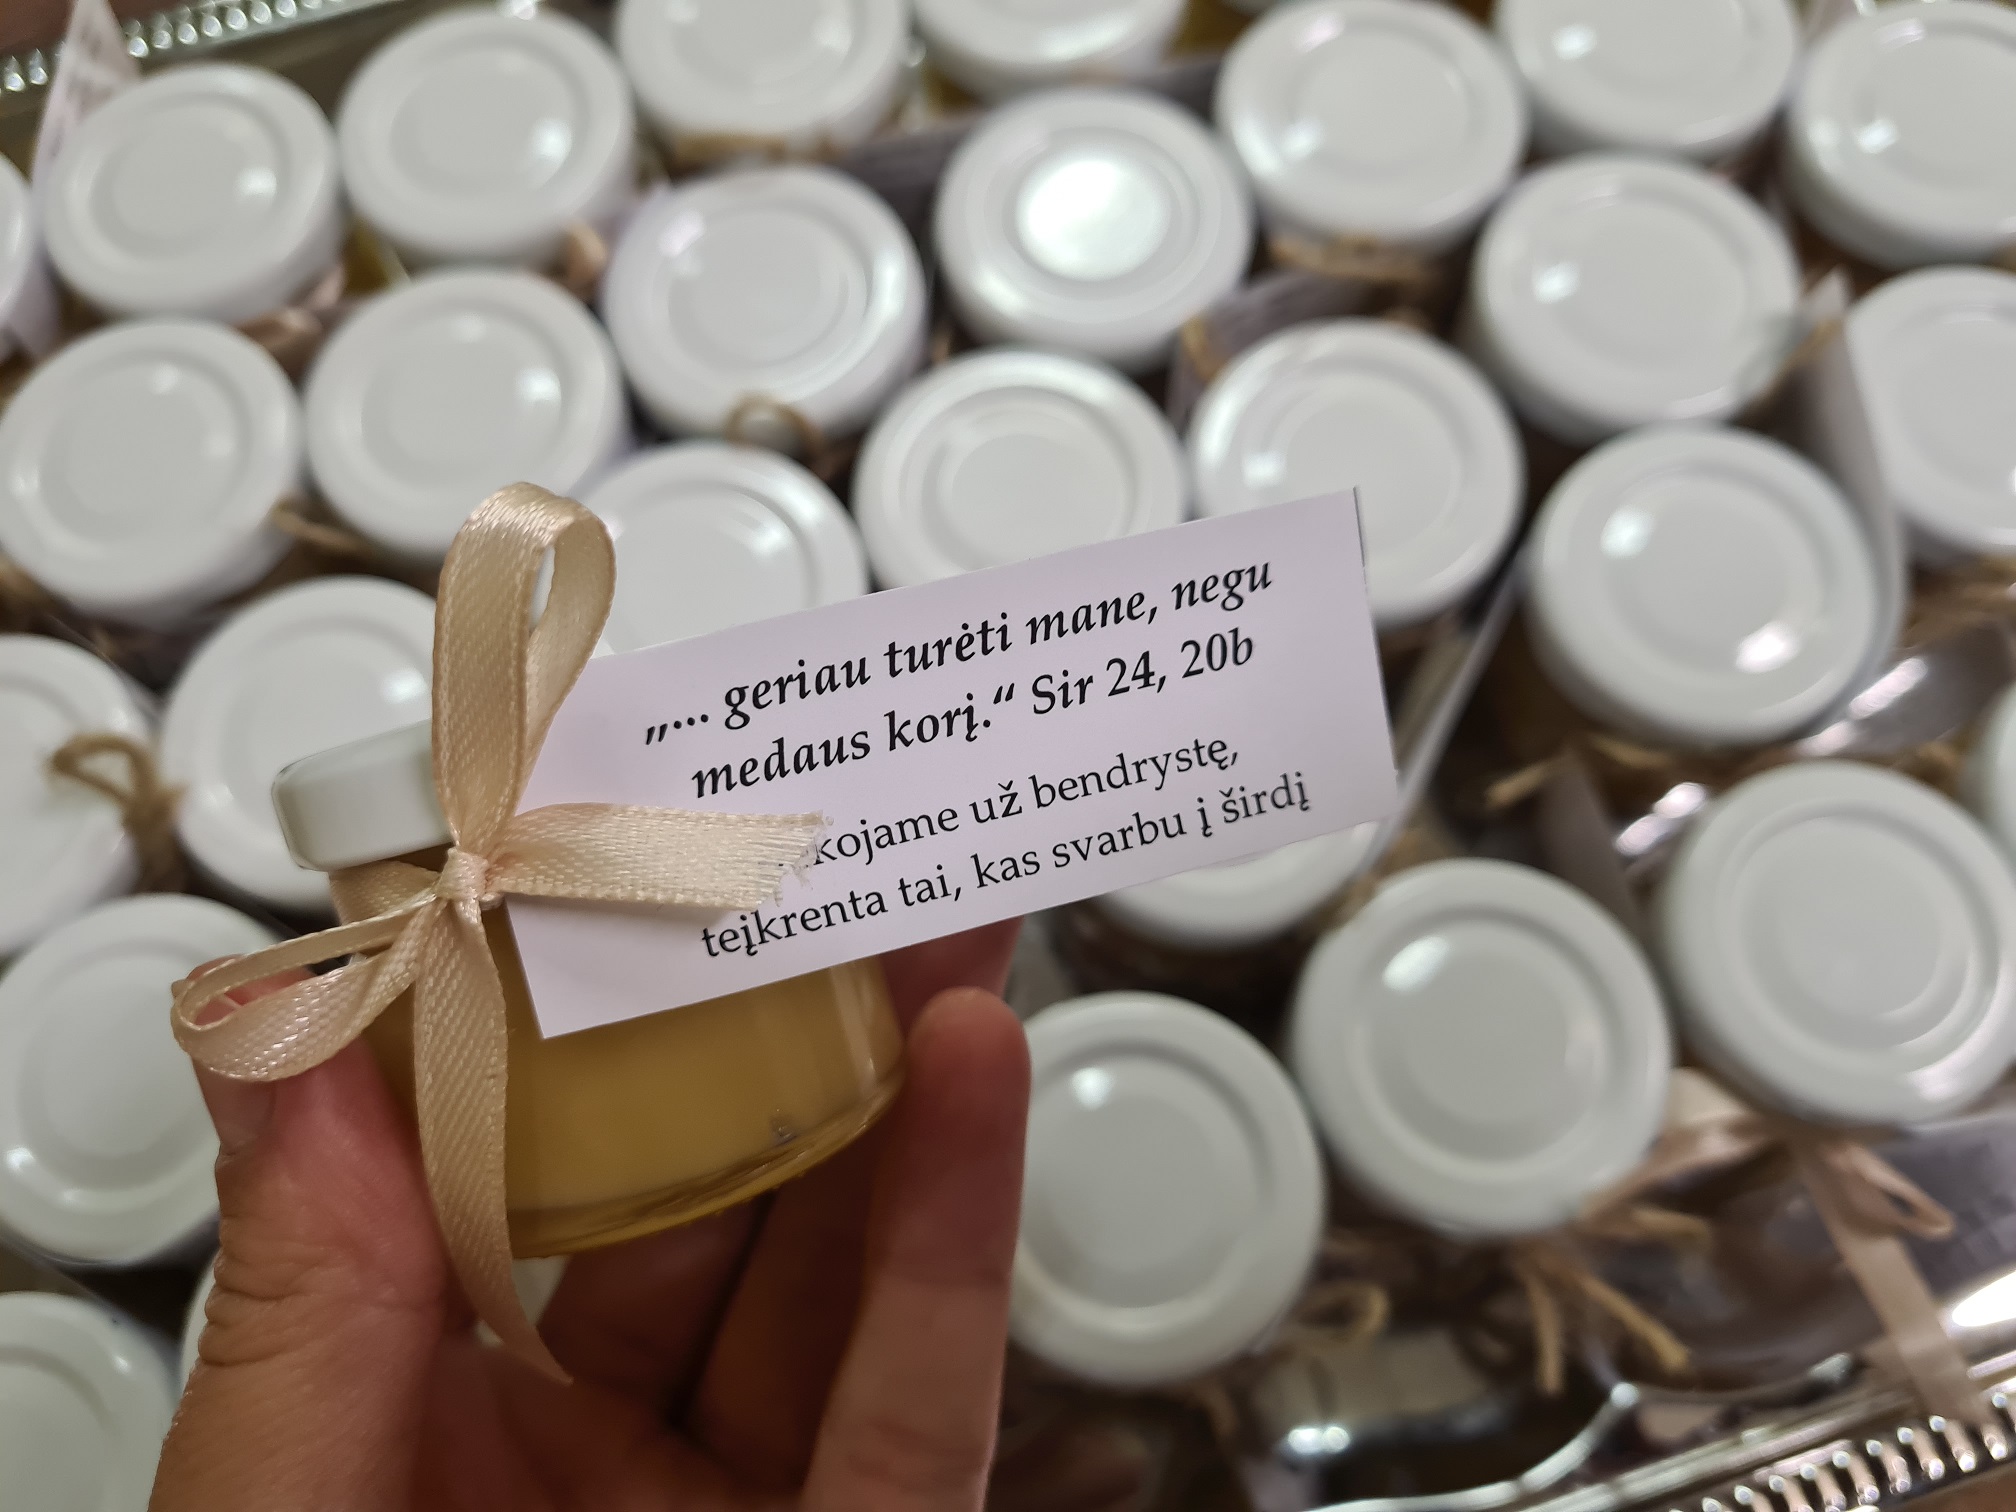 „... geriau turėti mane, negu
medaus korį.“ Sir 24, 20b
kojame už bendrystę,
teįkrenta tai, kas svarbu į širdį